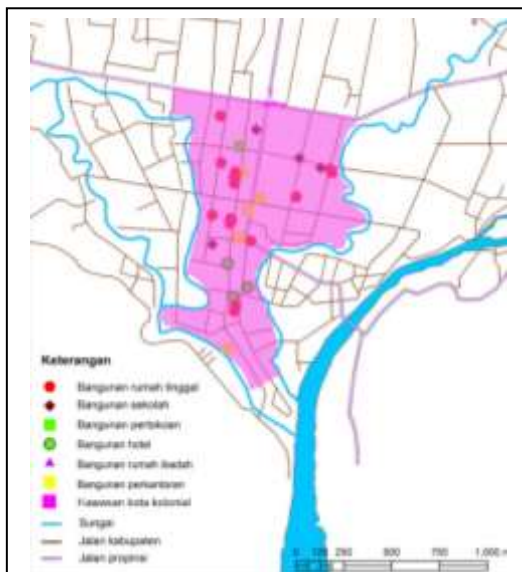 Keterangan
Bangunan rumah tinggal
Bangunan sekolah
Bangunan pertokoan
Bangunan hotel
Bangunan rumah ibadah
Bangunan perkantoran
Kawasan kota kolonial
Sungai
Jalan kabupaten
Jalan propinsi
0 125 250 500 750 1,000 m